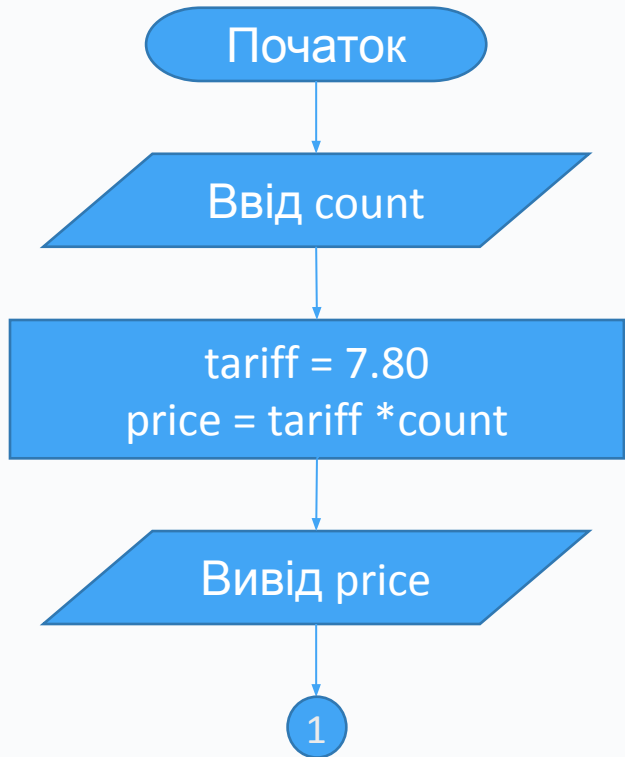 Початок
Ввід count
tariff = 7.80
price = tariff *count
Вивід price
1